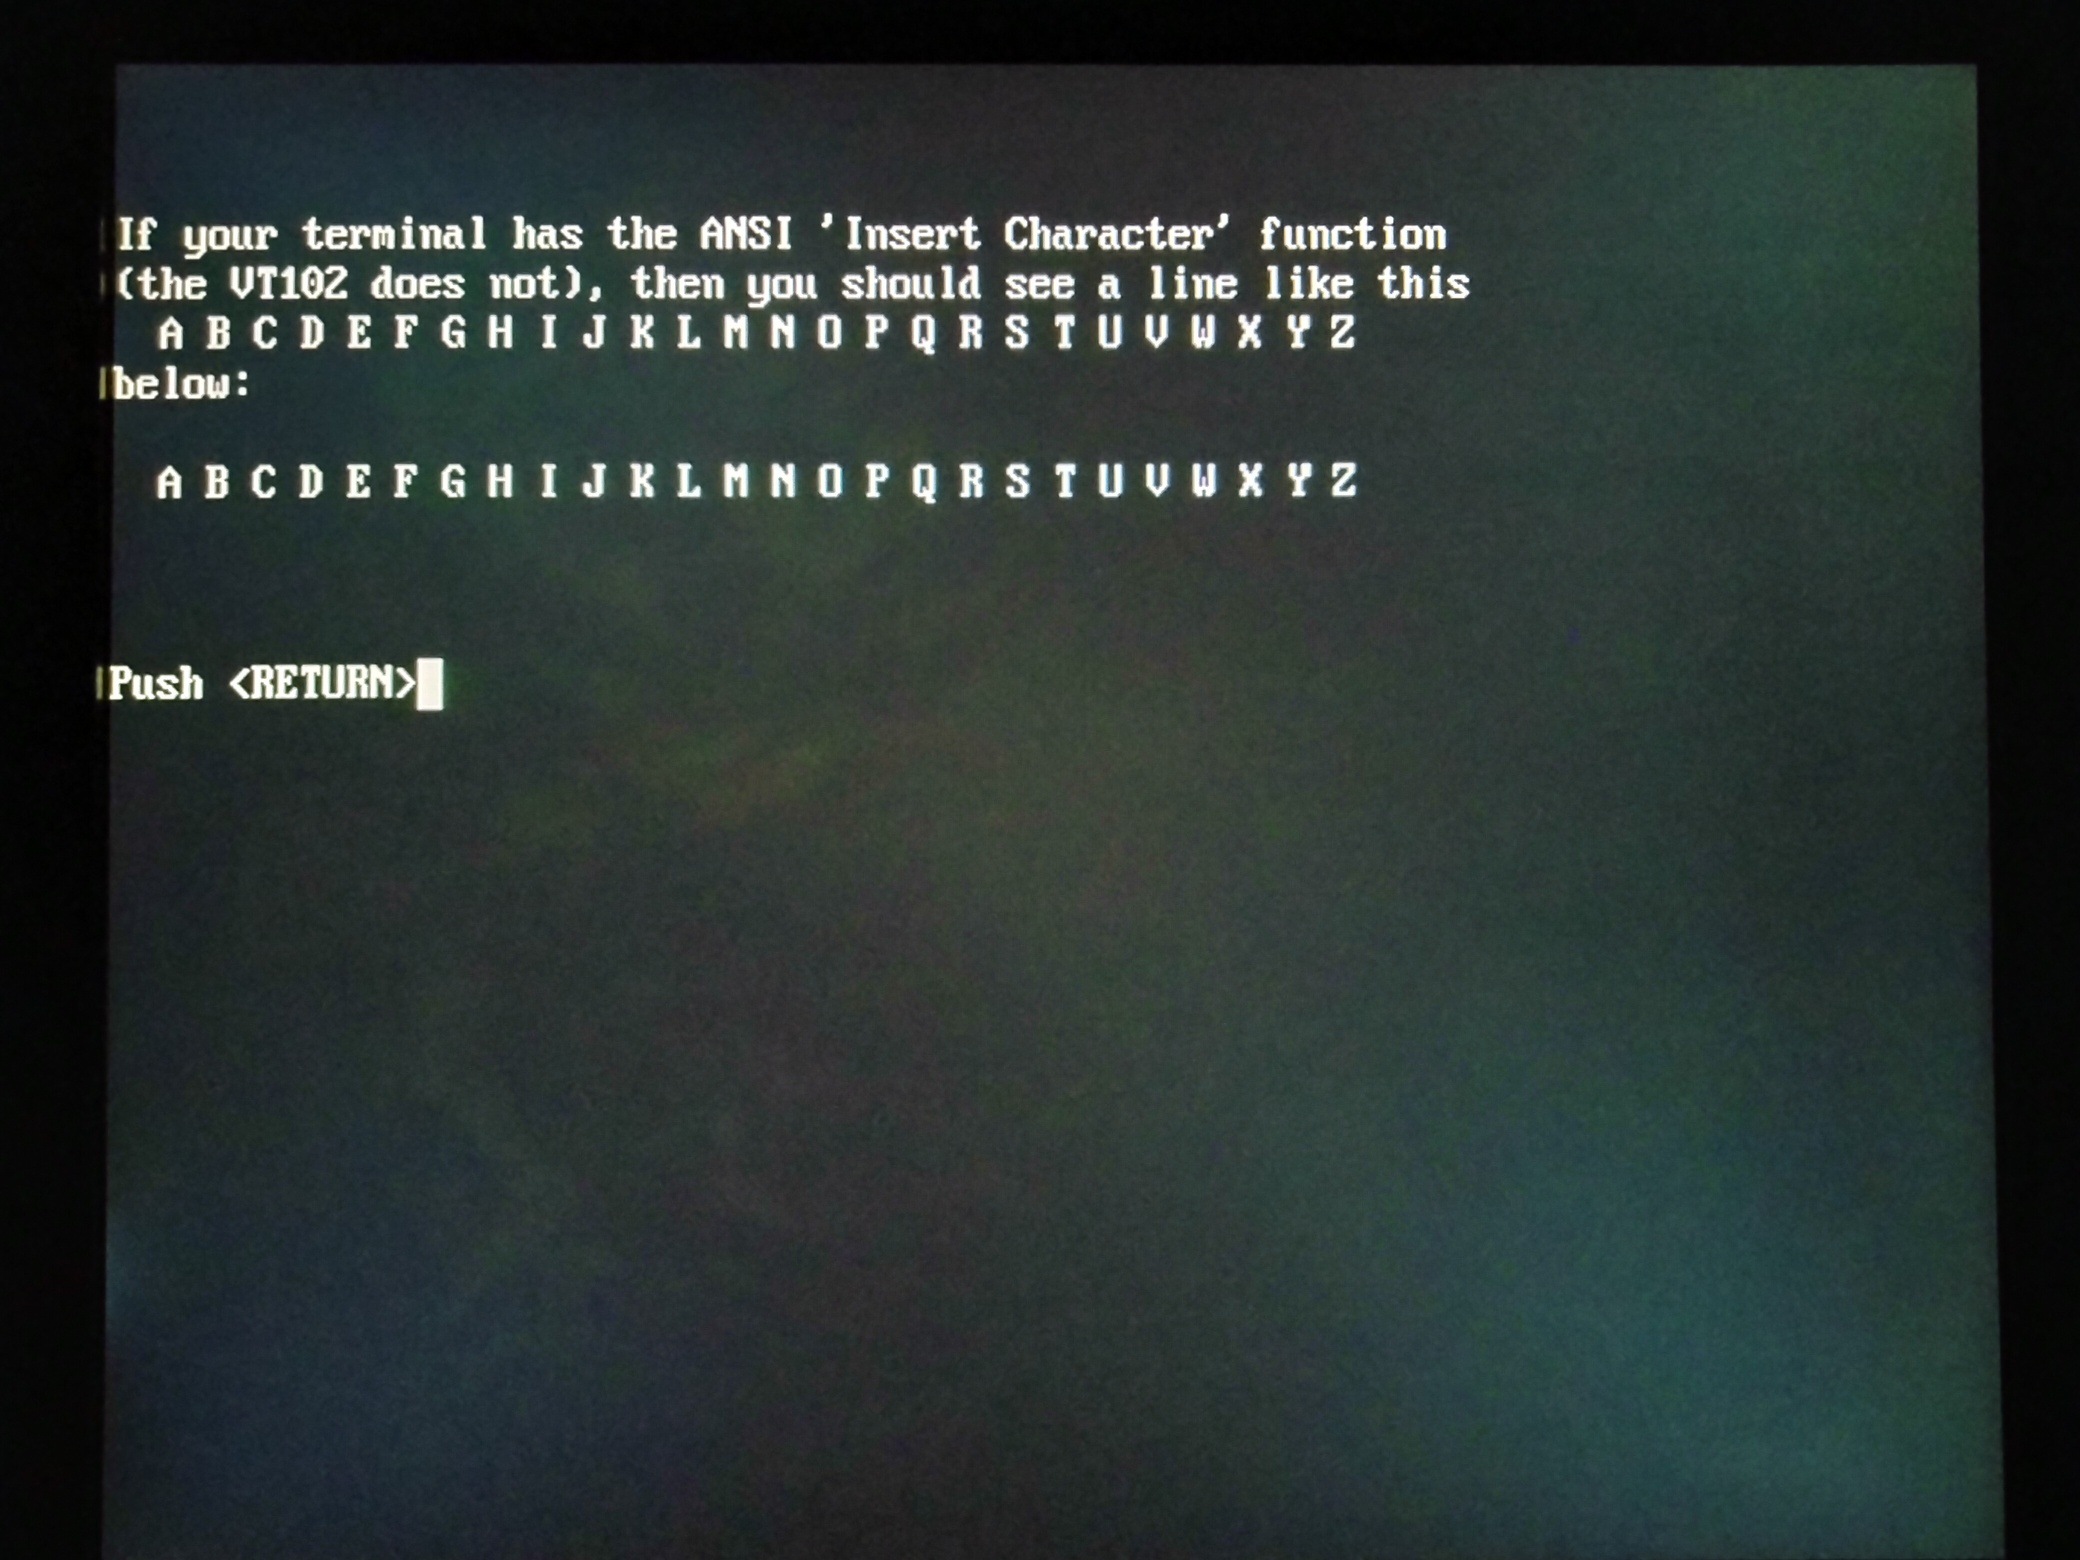 If your terminal has the ANSI 'Insert Character' function
(the VT102 does not), then you should see a line like this
  A B C D E F G H I J K L M N O P Q R S T U V W X Y Z
below:

  A B C D E F G H I J K L M N O P Q R S T U V W X Y Z

Push <RETURN>